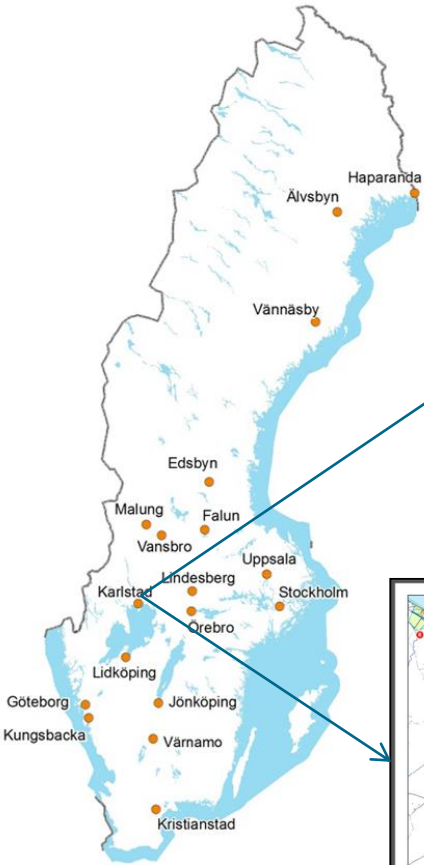 Haparanda
Älvsbyn
Vännäsby
Edsbyn
Malung
Falun
Vansbro
Uppsala
Lindesberg
Karlstad
Stockholm
Örebro
Lidköping
Göteborg
Jönköping
Kungsbacka
Värnamo
Kristianstad